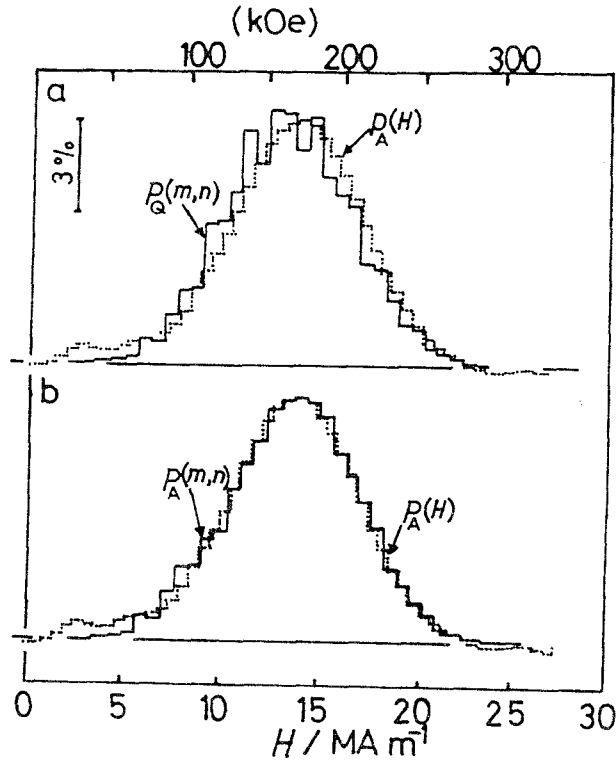 (kOe)
100 200 300
a
3%
p_A(H)
p_Q(m,n)
b
p_A(m,n)
p_A(H)
0 5 10 15 20 25 30
H / MA m⁻¹